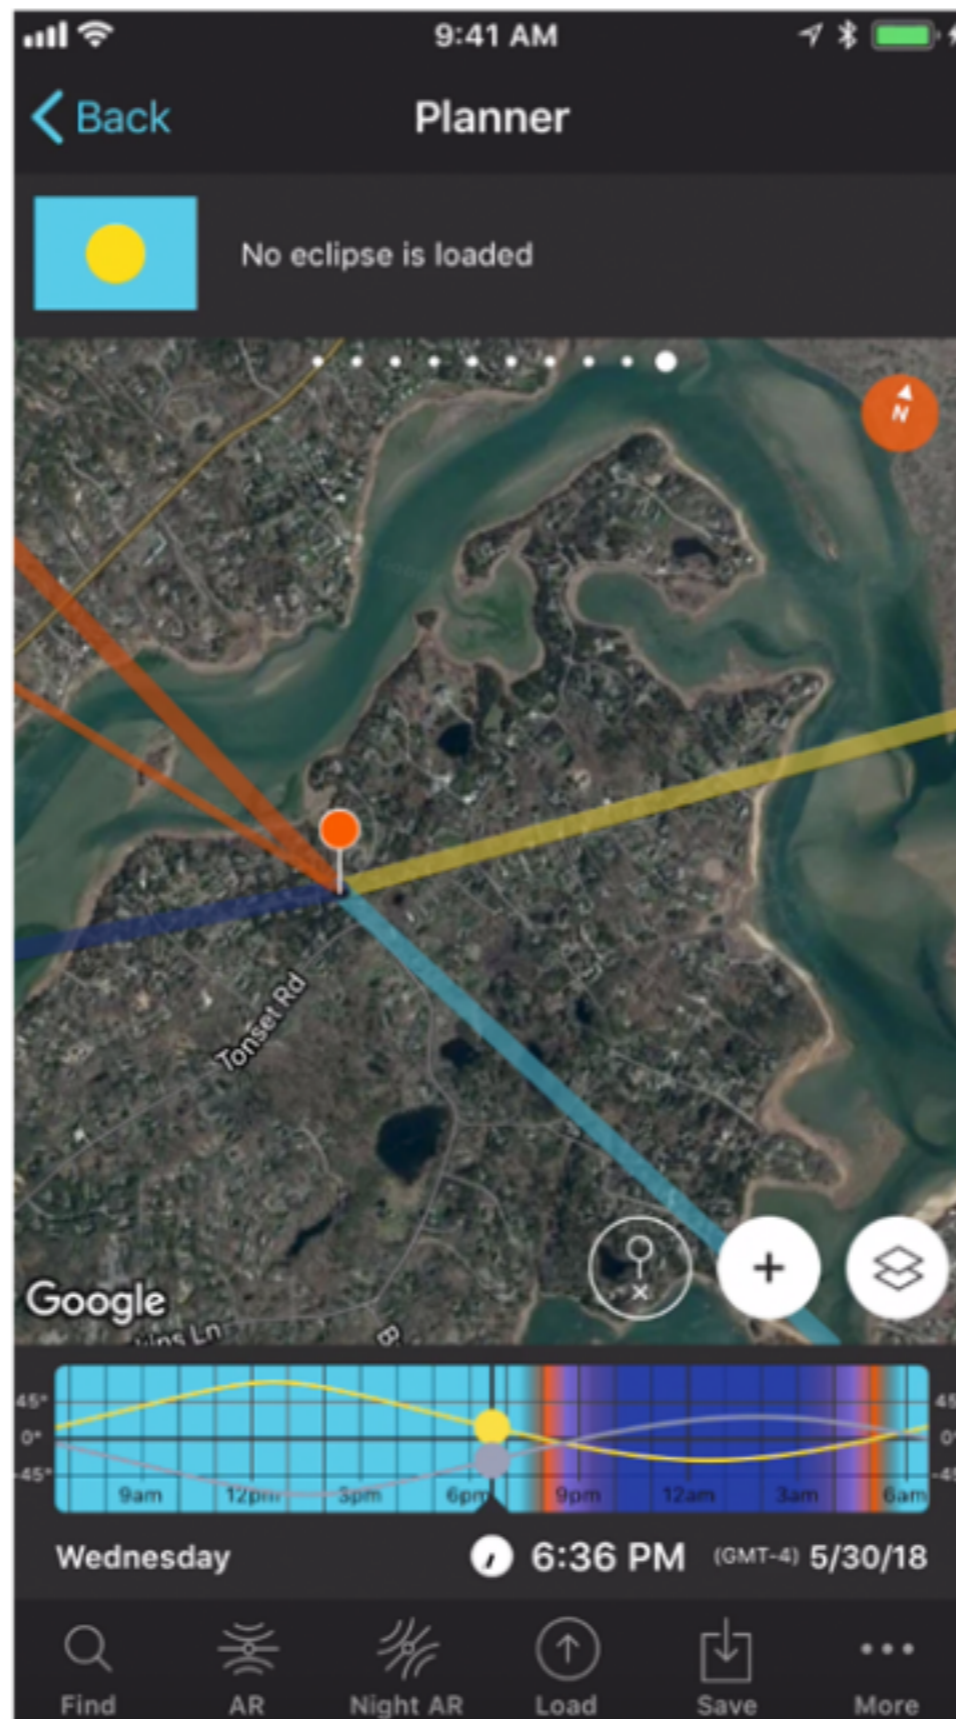 9:41 AM
Back
Planner
No eclipse is loaded
N
Tonset Rd
Google
Ln
B
45° 45
0° 0°
-45° -45
9am 12pm 3pm 6pm 9pm 12am 3am 6am
Wednesday 6:36 PM (GMT-4) 5/30/18
Find AR Night AR Load Save More